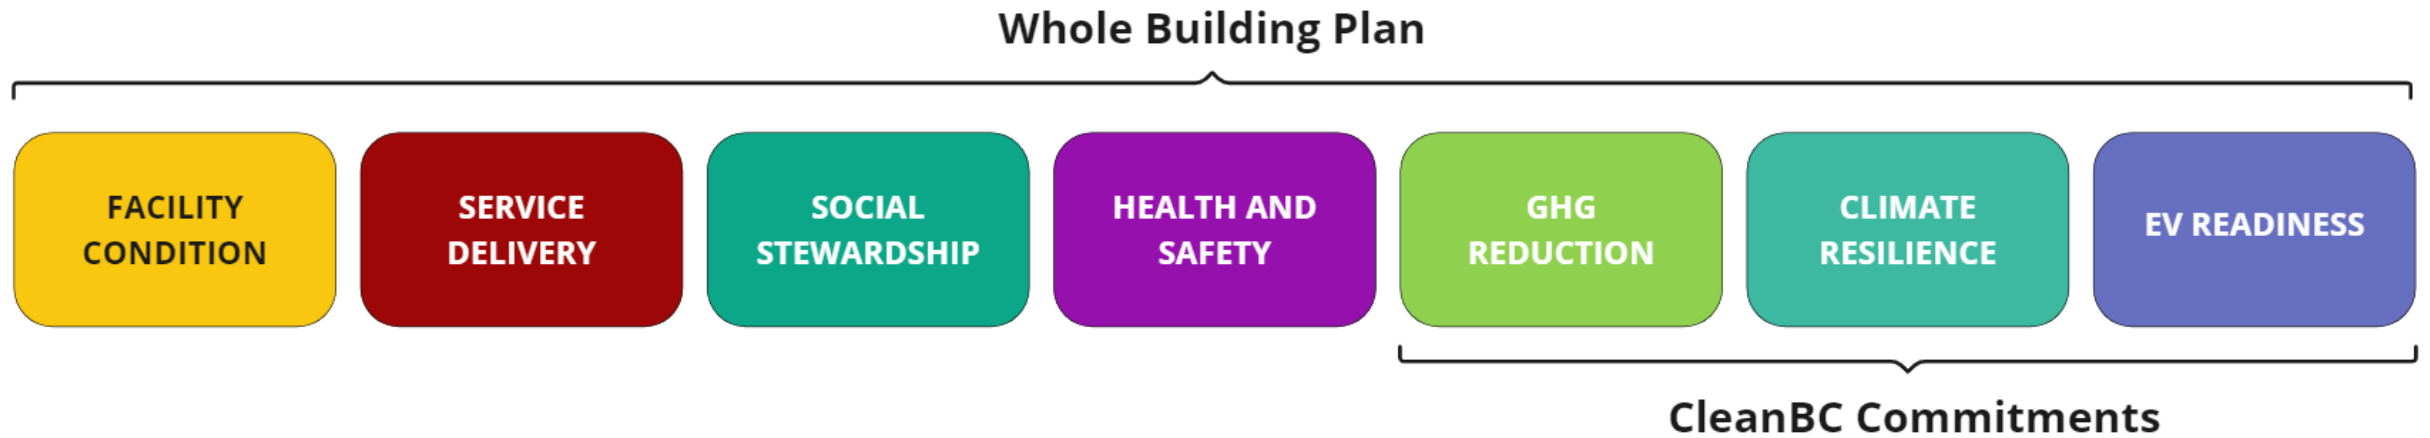 Whole Building Plan
FACILITY
CONDITION
SERVICE
DELIVERY
SOCIAL
STEWARDSHIP
HEALTH AND
SAFETY
GHG
REDUCTION
CLIMATE
RESILIENCE
EV READINESS
CleanBC Commitments